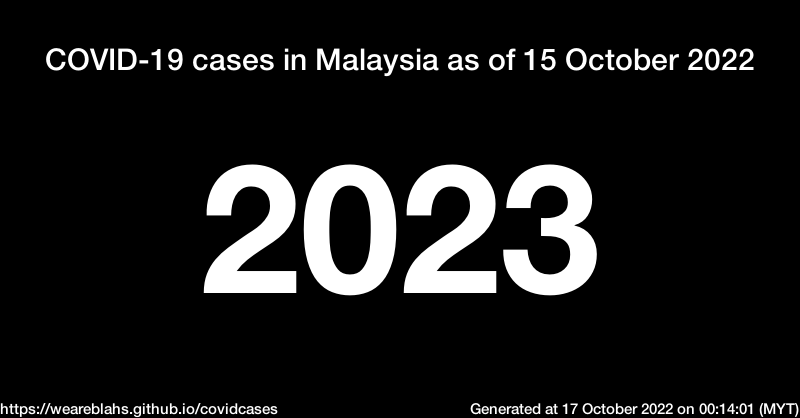 COVID-19 cases in Malaysia as of 15 October 2022
2023
https://weareblahs.github.io/covidcases
Generated at 17 October 2022 on 00:14:01 (MYT)